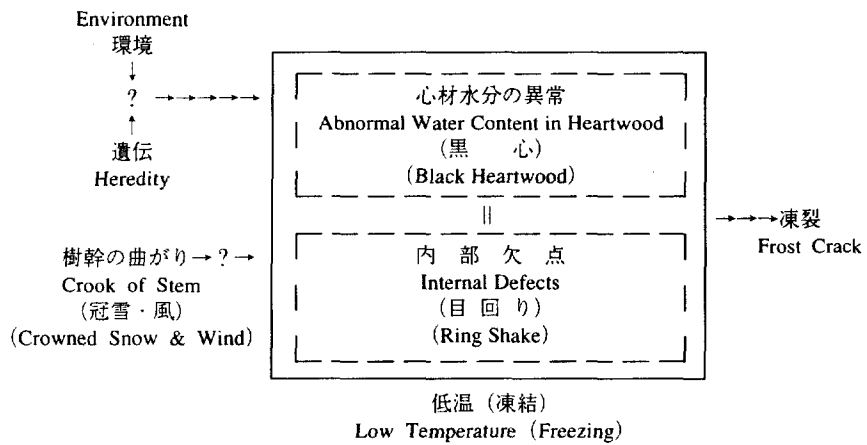 Environment
環境
↓
? →→→→→→
↑
遺伝
Heredity
心材水分の異常
Abnormal Water Content in Heartwood
(黒 心)
(Black Heartwood)
||
樹幹の曲がり→?→
Crook of Stem
(冠雪・風)
(Crowned Snow & Wind)
内部欠点
Internal Defects
(目回り)
(Ring Shake)
→→→→凍裂
Frost Crack
低温(凍結)
Low Temperature (Freezing)